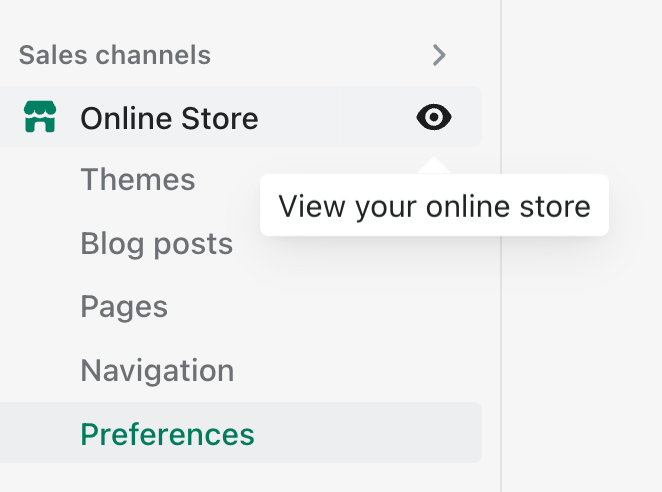 Sales channels
Online Store
Themes
View your online store
Blog posts
Pages
Navigation
Preferences